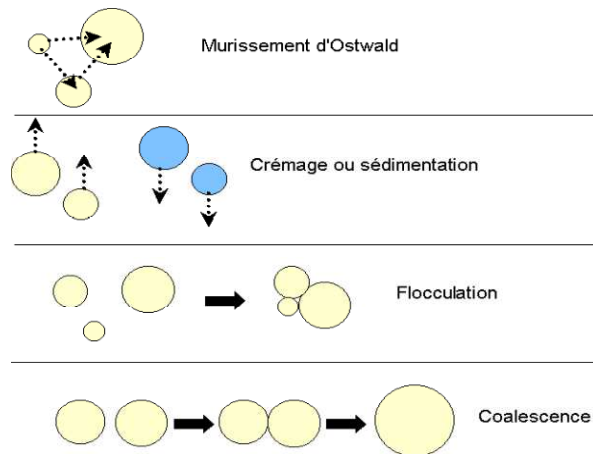 Murissement d'Ostwald
Crémage ou sédimentation
Flocculation
Coalescence